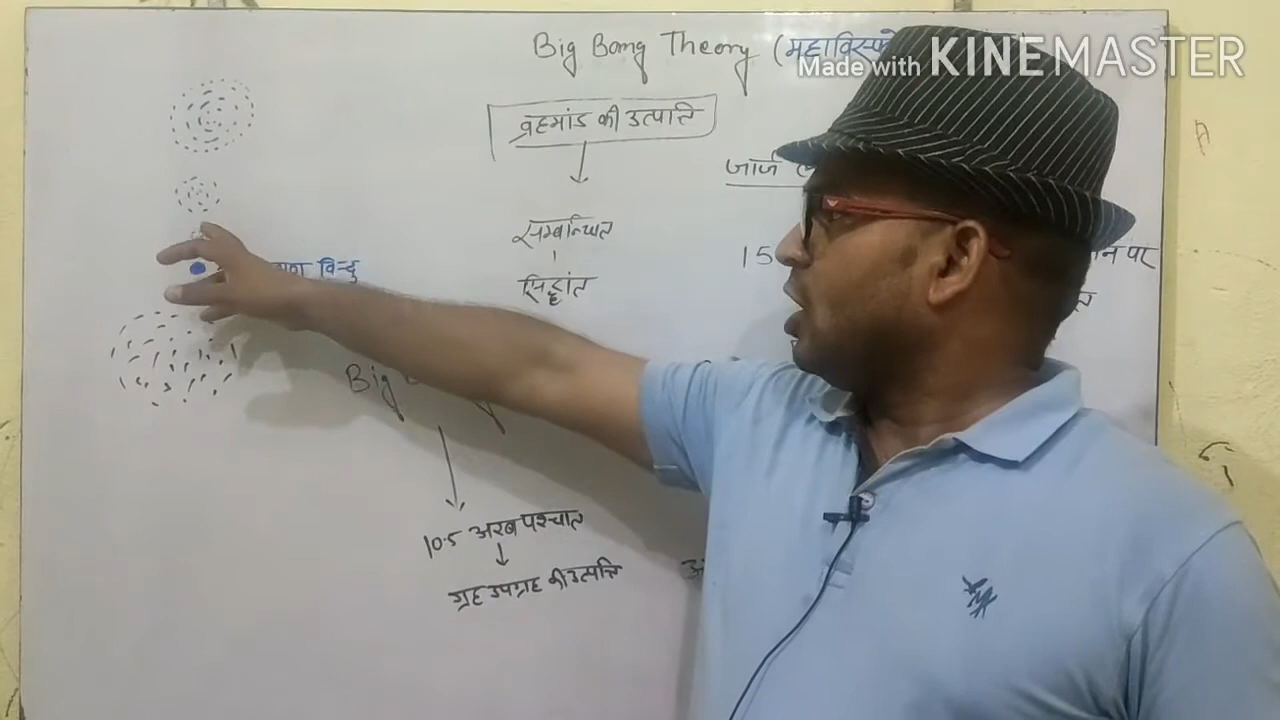 Big Bang Theory (महाविस्फो
Made with KINEMASTER
ब्रह्मांड की उत्पत्ति
जार्ज
सम्बन्धित
15
विन्दु
सिद्धांत
Big
10.5 अरब पश्चात
ग्रह उपग्रह की उत्पत्ति